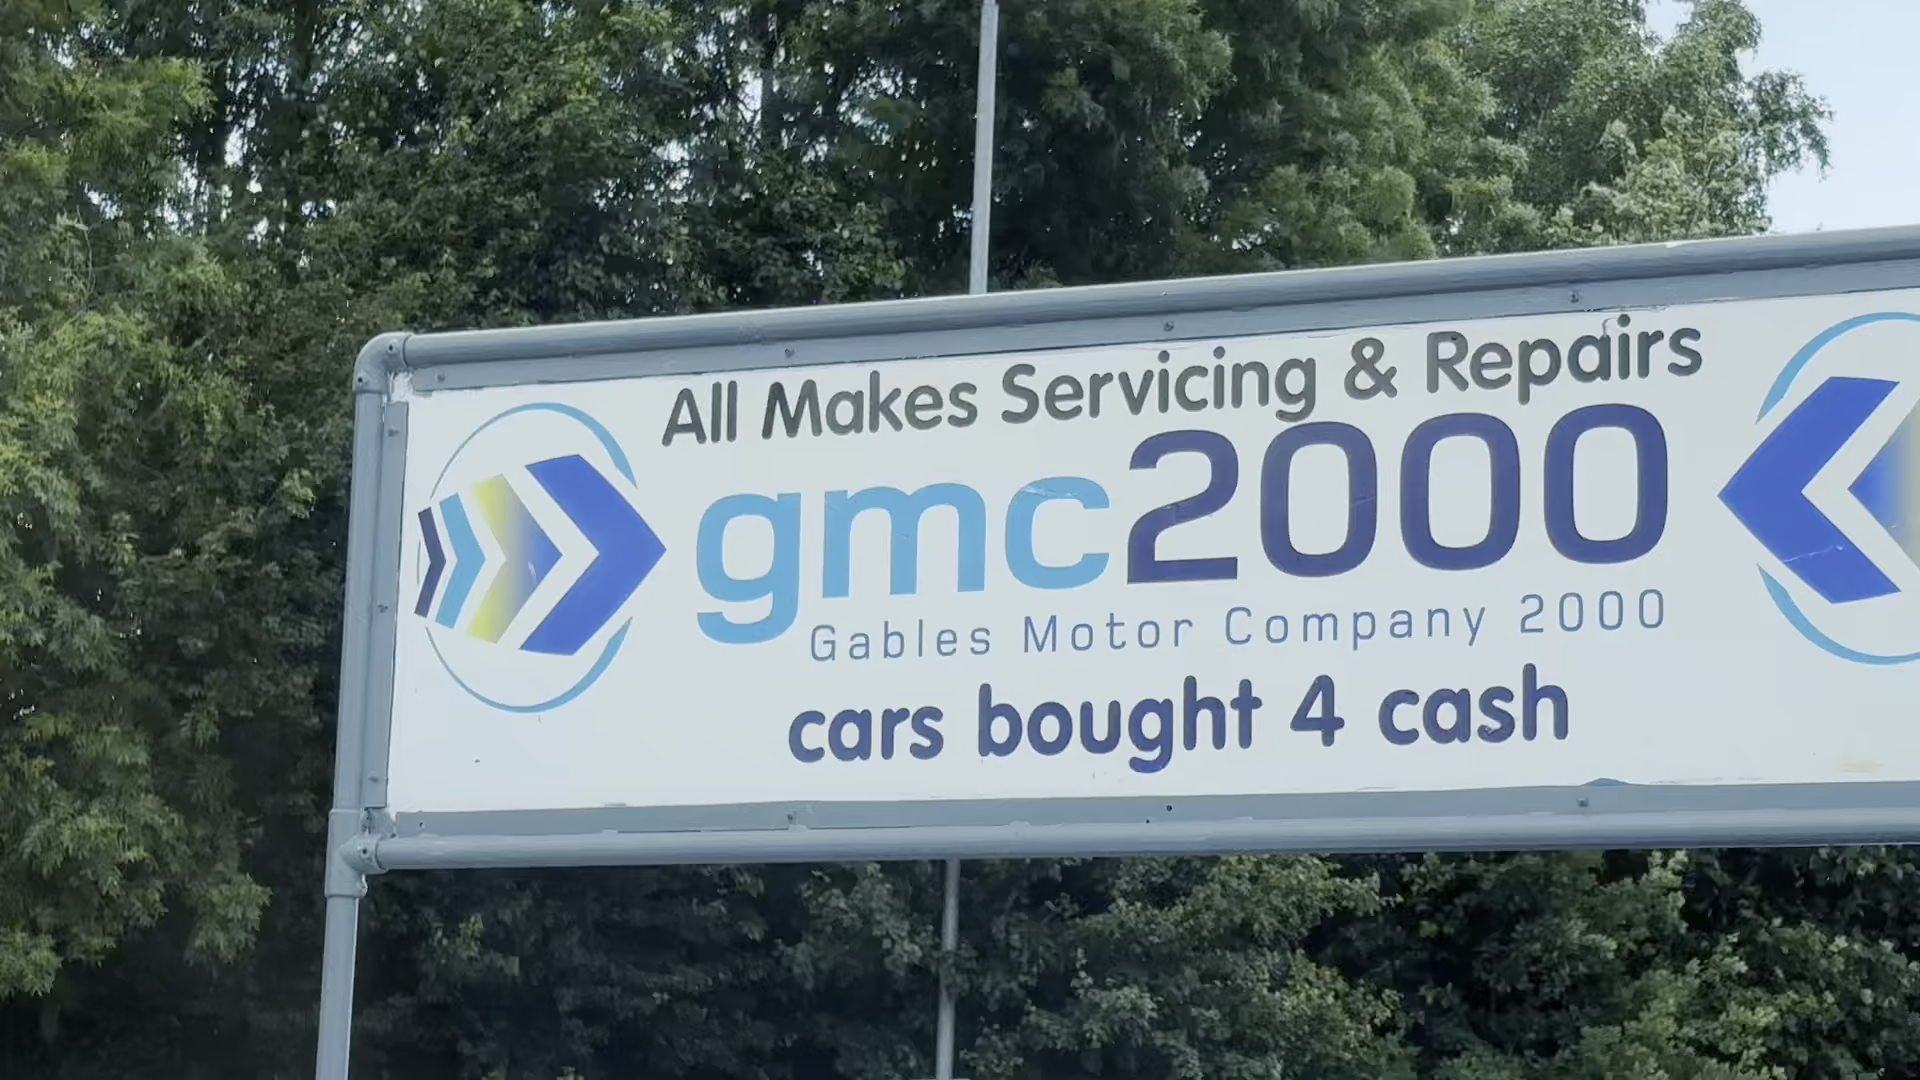 All Makes Servicing & Repairs
gmc2000
Gables Motor Company 2000
cars bought 4 cash